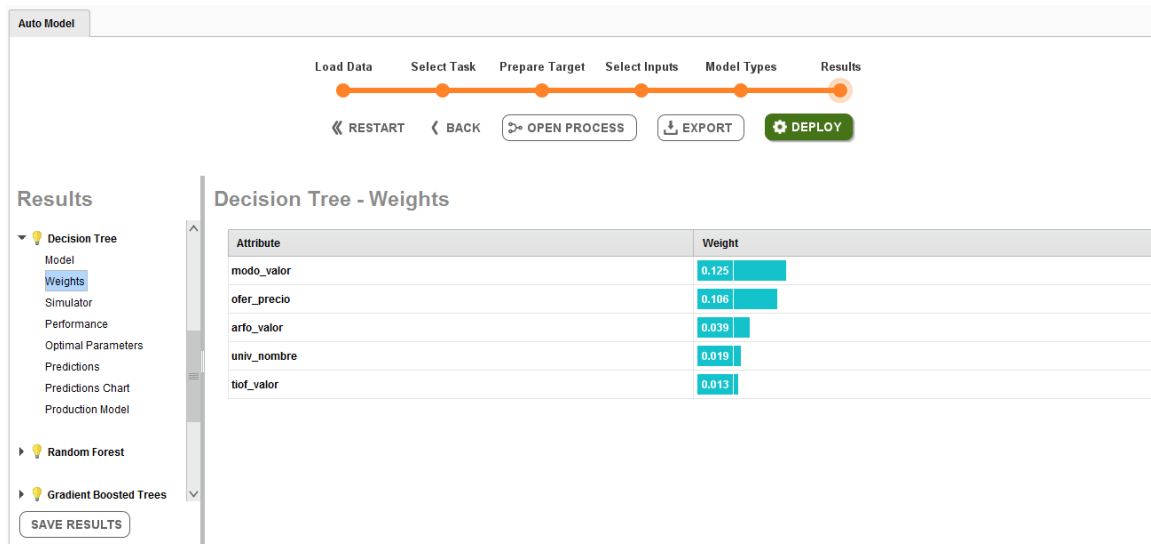 Auto Model
Load Data Select Task Prepare Target Select Inputs Model Types Results
RESTART BACK OPEN PROCESS EXPORT DEPLOY
Results
Decision Tree
Model
Weights
Simulator
Performance
Optimal Parameters
Predictions
Predictions Chart
Production Model
Random Forest
Gradient Boosted Trees
SAVE RESULTS
Decision Tree - Weights
Attribute Weight
modo_valor 0.125
ofer_precio 0.106
arfo_valor 0.039
univ_nombre 0.019
tiof_valor 0.013